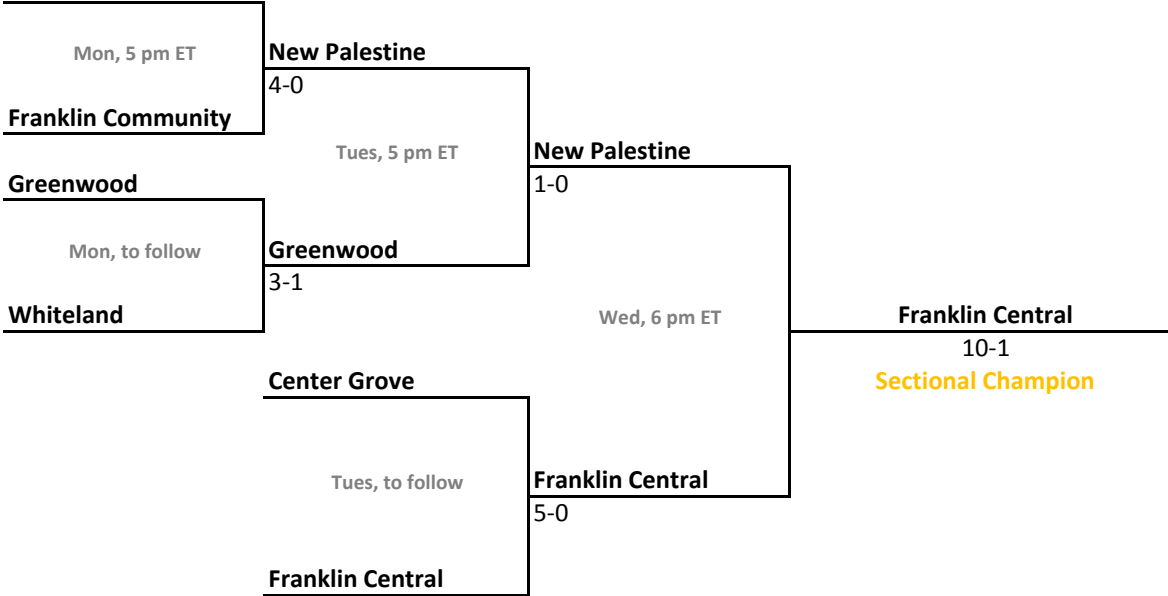 Mon, 5 pm ET
New Palestine
4-0
Franklin Community
Tues, 5 pm ET
New Palestine
1-0
Greenwood
Mon, to follow
Greenwood
3-1
Whiteland
Wed, 6 pm ET
Franklin Central
10-1
Sectional Champion
Center Grove
Tues, to follow
Franklin Central
5-0
Franklin Central